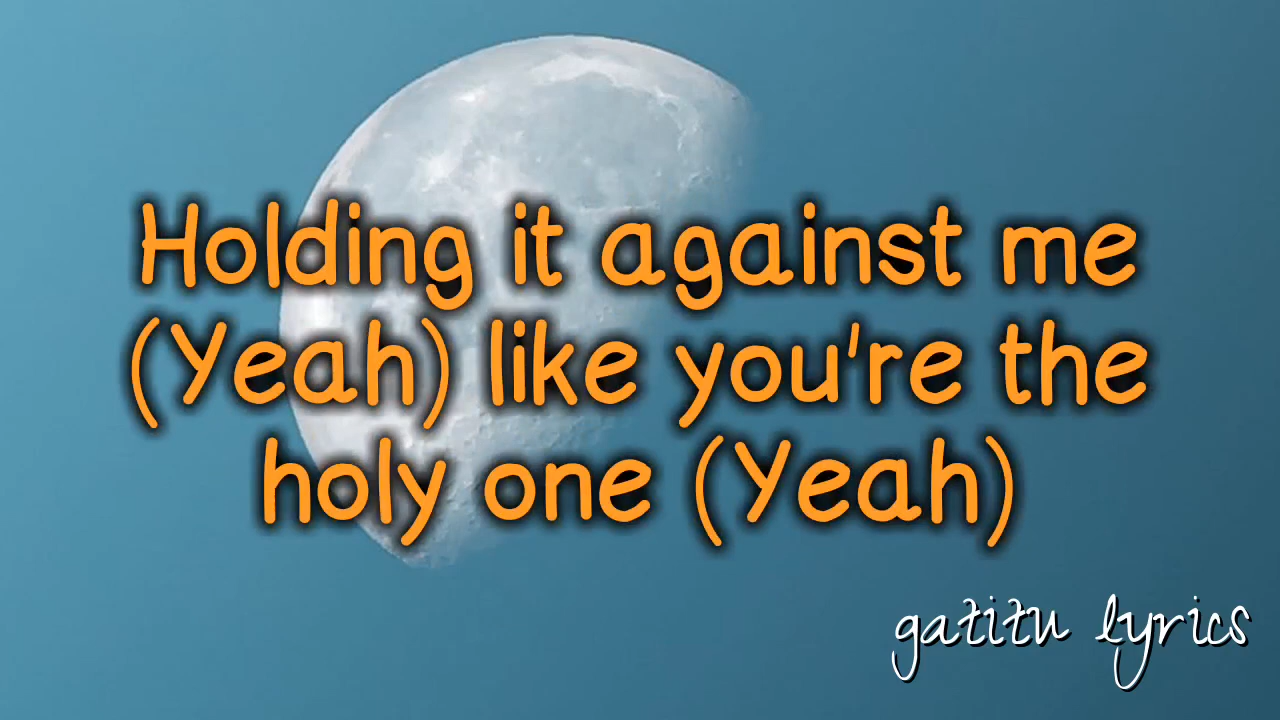 Holding it against me
(Yeah) like you're the
holy one (Yeah)
gatitu lyrics